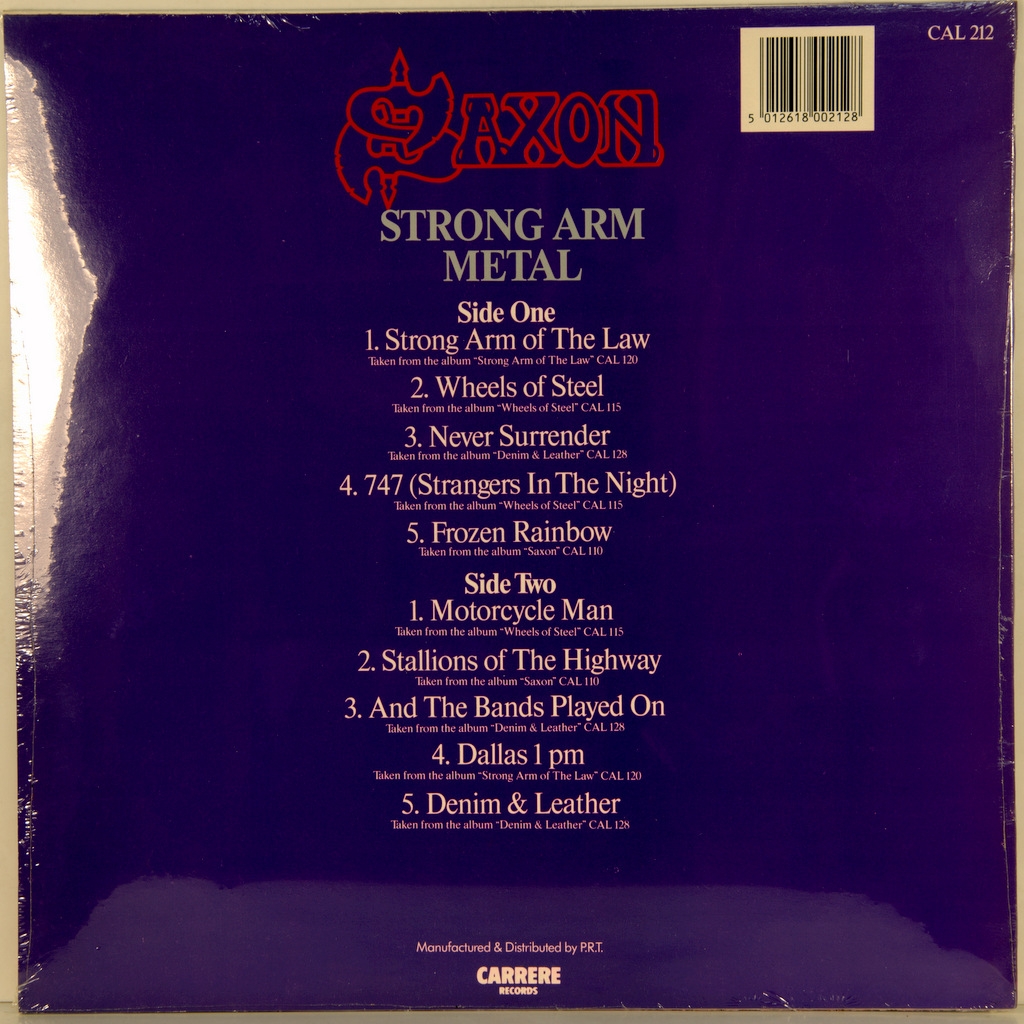 CAL 212
5 012618 002128
SAXON
STRONG ARM
METAL
Side One
1. Strong Arm of The Law
Taken from the album "Strong Arm of The Law" CAL 120
2. Wheels of Steel
Taken from the album "Wheels of Steel" CAL 115
3. Never Surrender
Taken from the album "Denim & Leather" CAL 128
4. 747 (Strangers In The Night)
Taken from the album "Wheels of Steel" CAL 115
5. Frozen Rainbow
Taken from the album "Saxon" CAL 110
Side Two
1. Motorcycle Man
Taken from the album "Wheels of Steel" CAL 115
2. Stallions of The Highway
Taken from the album "Saxon" CAL 110
3. And The Bands Played On
Taken from the album "Denim & Leather" CAL 128
4. Dallas 1 pm
Taken from the album "Strong Arm of The Law" CAL 120
5. Denim & Leather
Taken from the album "Denim & Leather" CAL 128
Manufactured & Distributed by P.R.T.
CARRERE
RECORDS